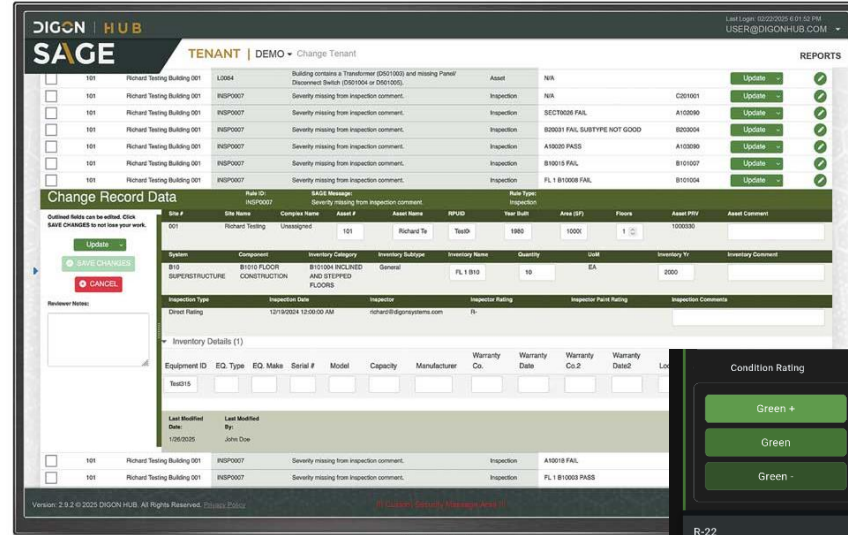 DIGON | HUB
Last Login: 02/22/2025 6:01:52 PM
USER@DIGONHUB.COM
SAGE
TENANT | DEMO Change Tenant
REPORTS
101 Richard Testing Building 001 L0064 Building contains a Transformer (D501003) and missing Panel/ Disconnect Switch (D501004 or D501005). Asset N/A Update
101 Richard Testing Building 001 INSP0007 Severity missing from inspection comment. Inspection N/A C201001 Update
101 Richard Testing Building 001 INSP0007 Severity missing from inspection comment. Inspection SECT0026 FAIL A102090 Update
101 Richard Testing Building 001 INSP0007 Severity missing from inspection comment. Inspection B20031 FAIL SUBTYPE NOT GOOD B203004 Update
101 Richard Testing Building 001 INSP0007 Severity missing from inspection comment. Inspection A10020 PASS A103090 Update
101 Richard Testing Building 001 INSP0007 Severity missing from inspection comment. Inspection B10015 FAIL B101007 Update
101 Richard Testing Building 001 INSP0007 Severity missing from inspection comment. Inspection FL 1 B10008 FAIL B101004 Update
Change Record Data
Rule ID: SAGE Message: Rule Type:
INSP0007 Severity missing from inspection comment. Inspection
Outlined fields can be edited. Click SAVE CHANGES to not lose your work.
Update
SAVE CHANGES
CANCEL
Reviewer Notes:
Site # Site Name Complex Name Asset # Asset Name RPUID Year Built Area (SF) Floors Asset PRV Asset Comment
001 Richard Testing Unassigned 101 Richard Te 1980 1 1000330
System Component Inventory Category Inventory Subtype Inventory Name Quantity UoM Inventory Yr Inventory Comment
B10 SUPERSTRUCTURE B1010 FLOOR CONSTRUCTION B101004 INCLINED AND STEPPED FLOORS General FL 1 B10 10 EA 2000
Inspection Type Inspection Date Inspector Inspector Rating Inspector Paint Rating Inspection Comments
Direct Rating 12/19/2024 12:00:00 AM richard@digonsystems.com R-
Inventory Details (1)
Equipment ID EQ. Type EQ. Make Serial # Model Capacity Manufacturer Warranty Co. Warranty Date Warranty Co.2 Warranty Date2
Test315
Last Modified Date: Last Modified By:
1/26/2025 John Doe
101 Richard Testing Building 001 INSP0007 Severity missing from inspection comment. Inspection A10018 FAIL
101 Richard Testing Building 001 INSP0007 Severity missing from inspection comment. Inspection FL 1 B10003 PASS
Version: 2.9.2 © 2025 DIGON HUB. All Rights Reserved. Privacy Policy
Condition Rating
Green +
Green
Green -
R-22